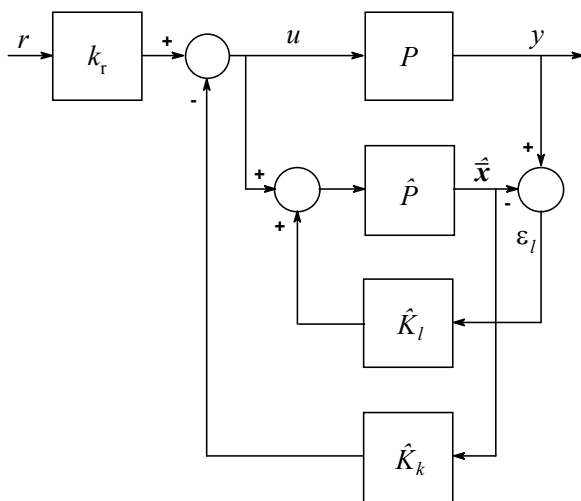 r
k_r
+
-
u
P
y
+
+
+
P̂
x̄̂
-
ε_l
K̂_l
K̂_k